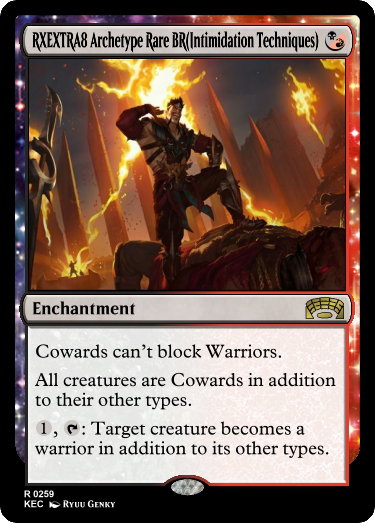 RXEXTRA8 Archetype Rare BR(Intimidation Techniques)
Enchantment
Cowards can't block Warriors.
All creatures are Cowards in addition
to their other types.
1, : Target creature becomes a
warrior in addition to its other types.
R 0259
KEC Ryuu Genky